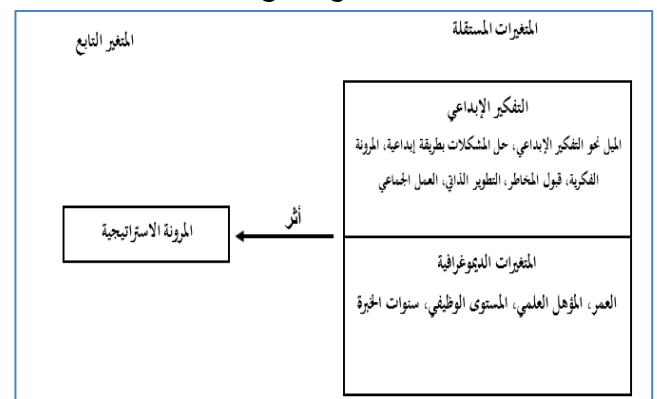 المتغيرات المستقلة
المتغير التابع
التفكير الإبداعي
الميل نحو التفكير الإبداعي، حل المشكلات بطريقة إبداعية، المرونة
الفكرية، قبول المخاطر، التطوير الذاتي، العمل الجماعي
أثر
المرونة الاستراتيجية
المتغيرات الديموغرافية
العمر، المؤهل العلمي، المستوى الوظيفي، سنوات الخبرة